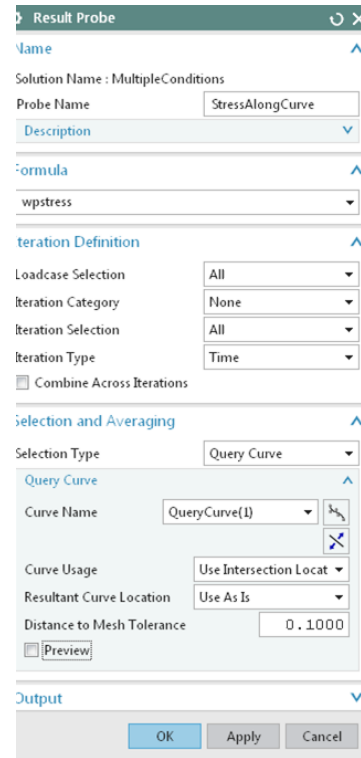 Result Probe
Name
Solution Name : MultipleConditions
Probe Name StressAlongCurve
Description
Formula
wpstress
Iteration Definition
Loadcase Selection All
Iteration Category None
Iteration Selection All
Iteration Type Time
Combine Across Iterations
Selection and Averaging
Selection Type Query Curve
Query Curve
Curve Name QueryCurve(1)
Curve Usage Use Intersection Locat
Resultant Curve Location Use As Is
Distance to Mesh Tolerance 0.1000
Preview
Output
OK Apply Cancel